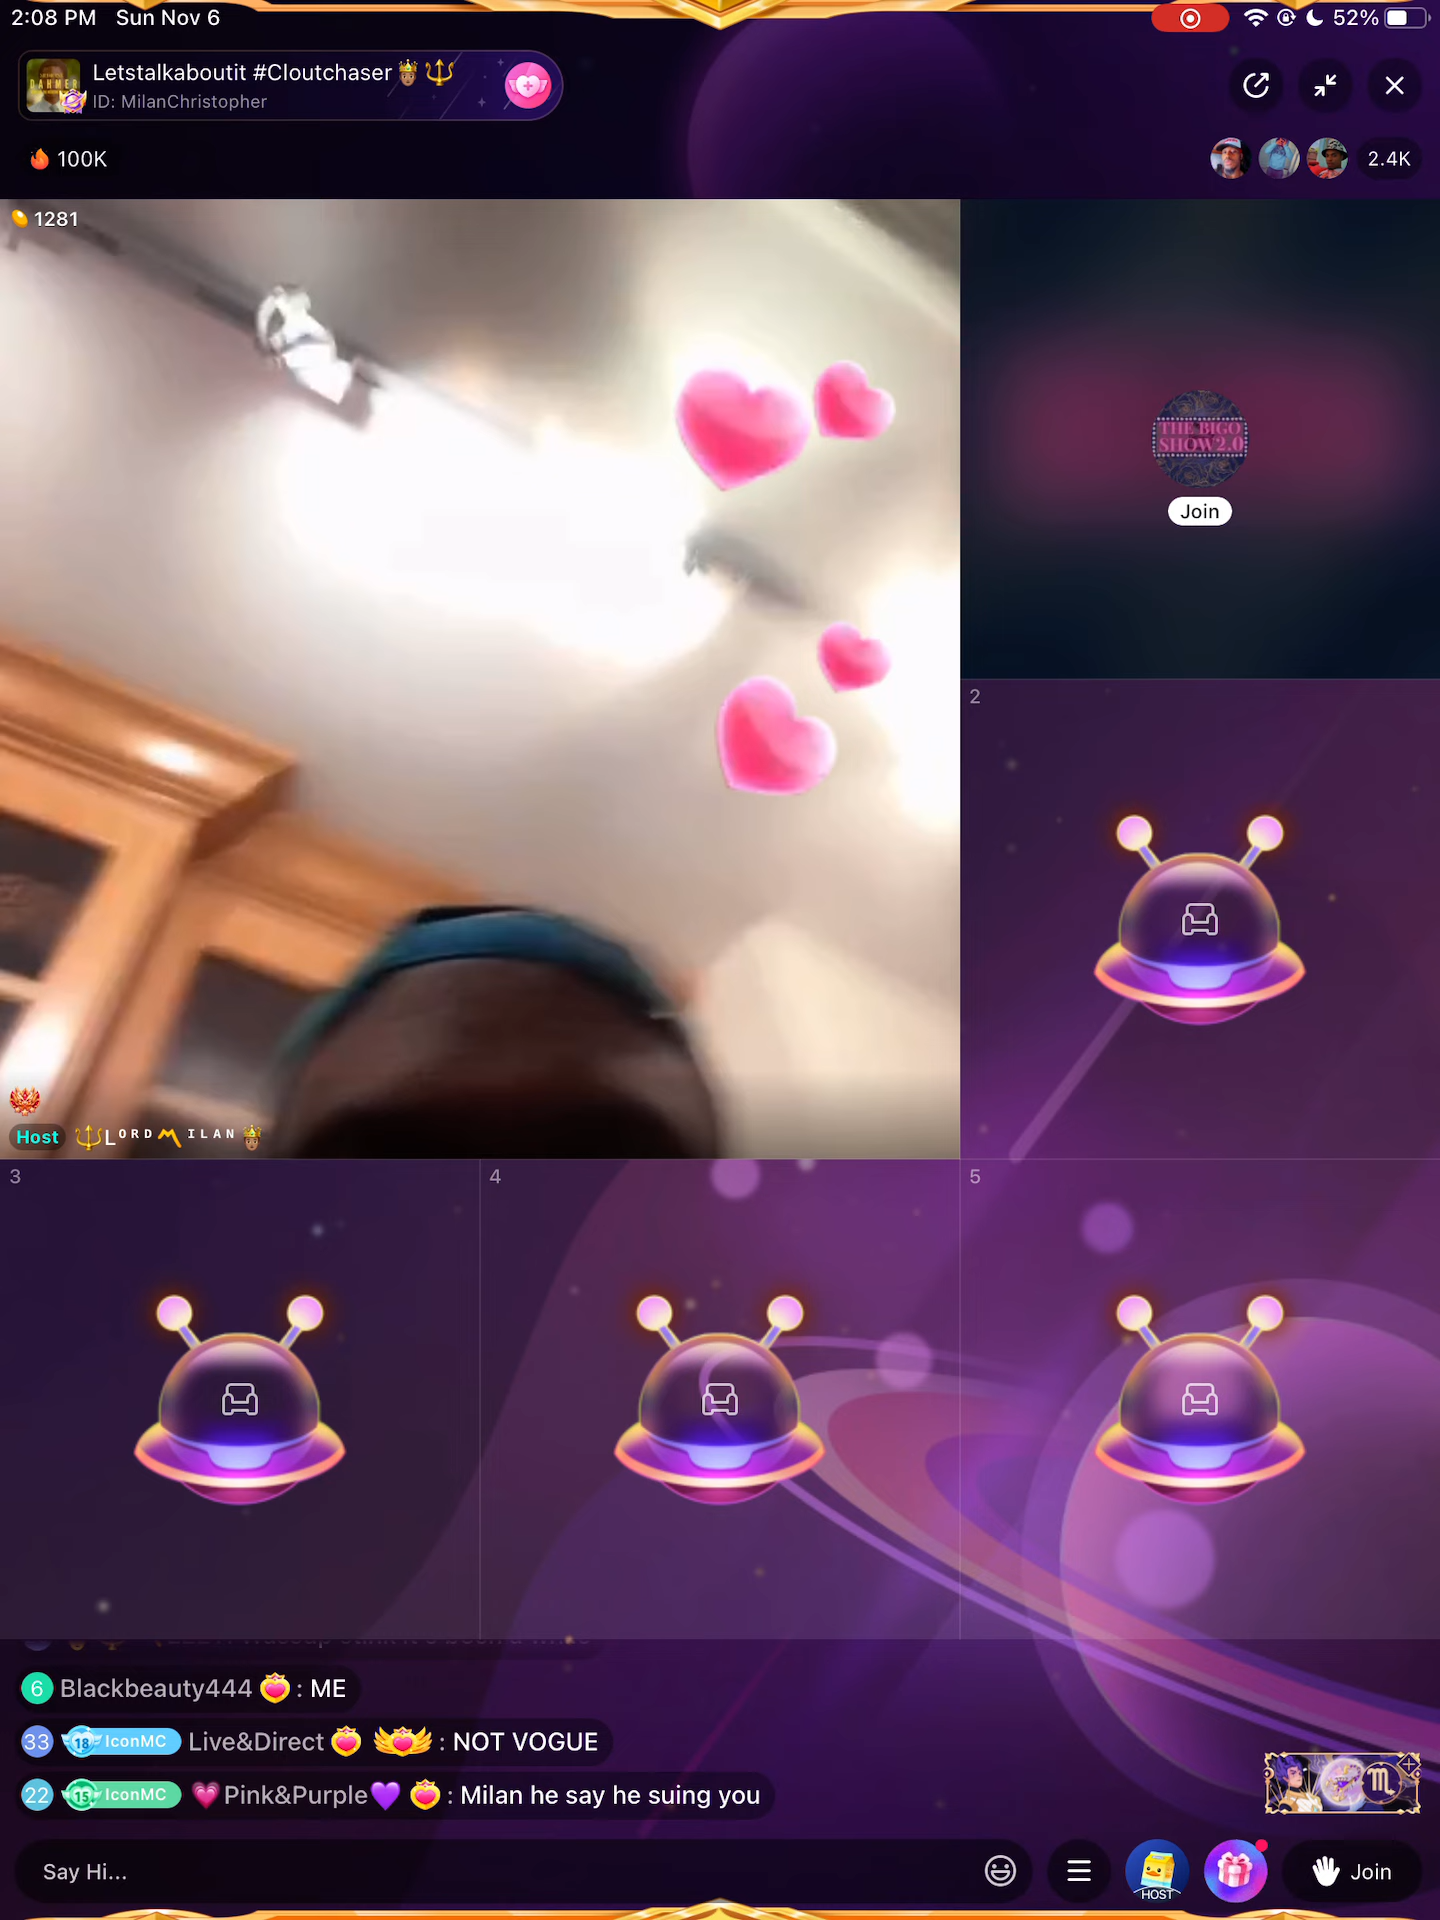 2:08 PM Sun Nov 6
52%
DAHMER
Letstalkaboutit #Cloutchaser🤴🏽🔱
ID: MilanChristopher
🔥 100K
2.4K
1281
THE BIGO
SHOW2.0
Join
2
Host 🔱Lᴼᴿᴰ〽️ᴵᴸᴬᴺ🤴🏽
3
4
5
6 Blackbeauty444 : ME
33 18 IconMC Live&Direct : NOT VOGUE
22 15 IconMC 💗Pink&Purple💜 : Milan he say he suing you
Say Hi...
HOST
Join